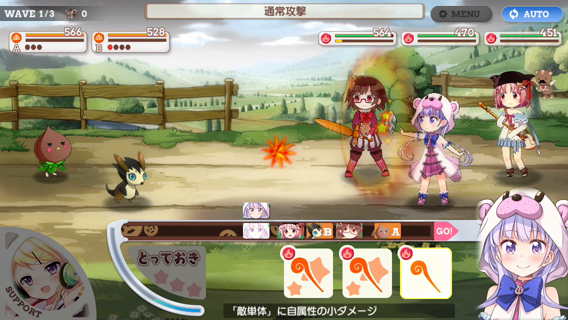 WAVE 1/3 0
通常攻撃
MENU
AUTO
566
A
528
B
564
470
451
B
A
GO!
とっておき
SUPPORT
「敵単体」に自属性の小ダメージ